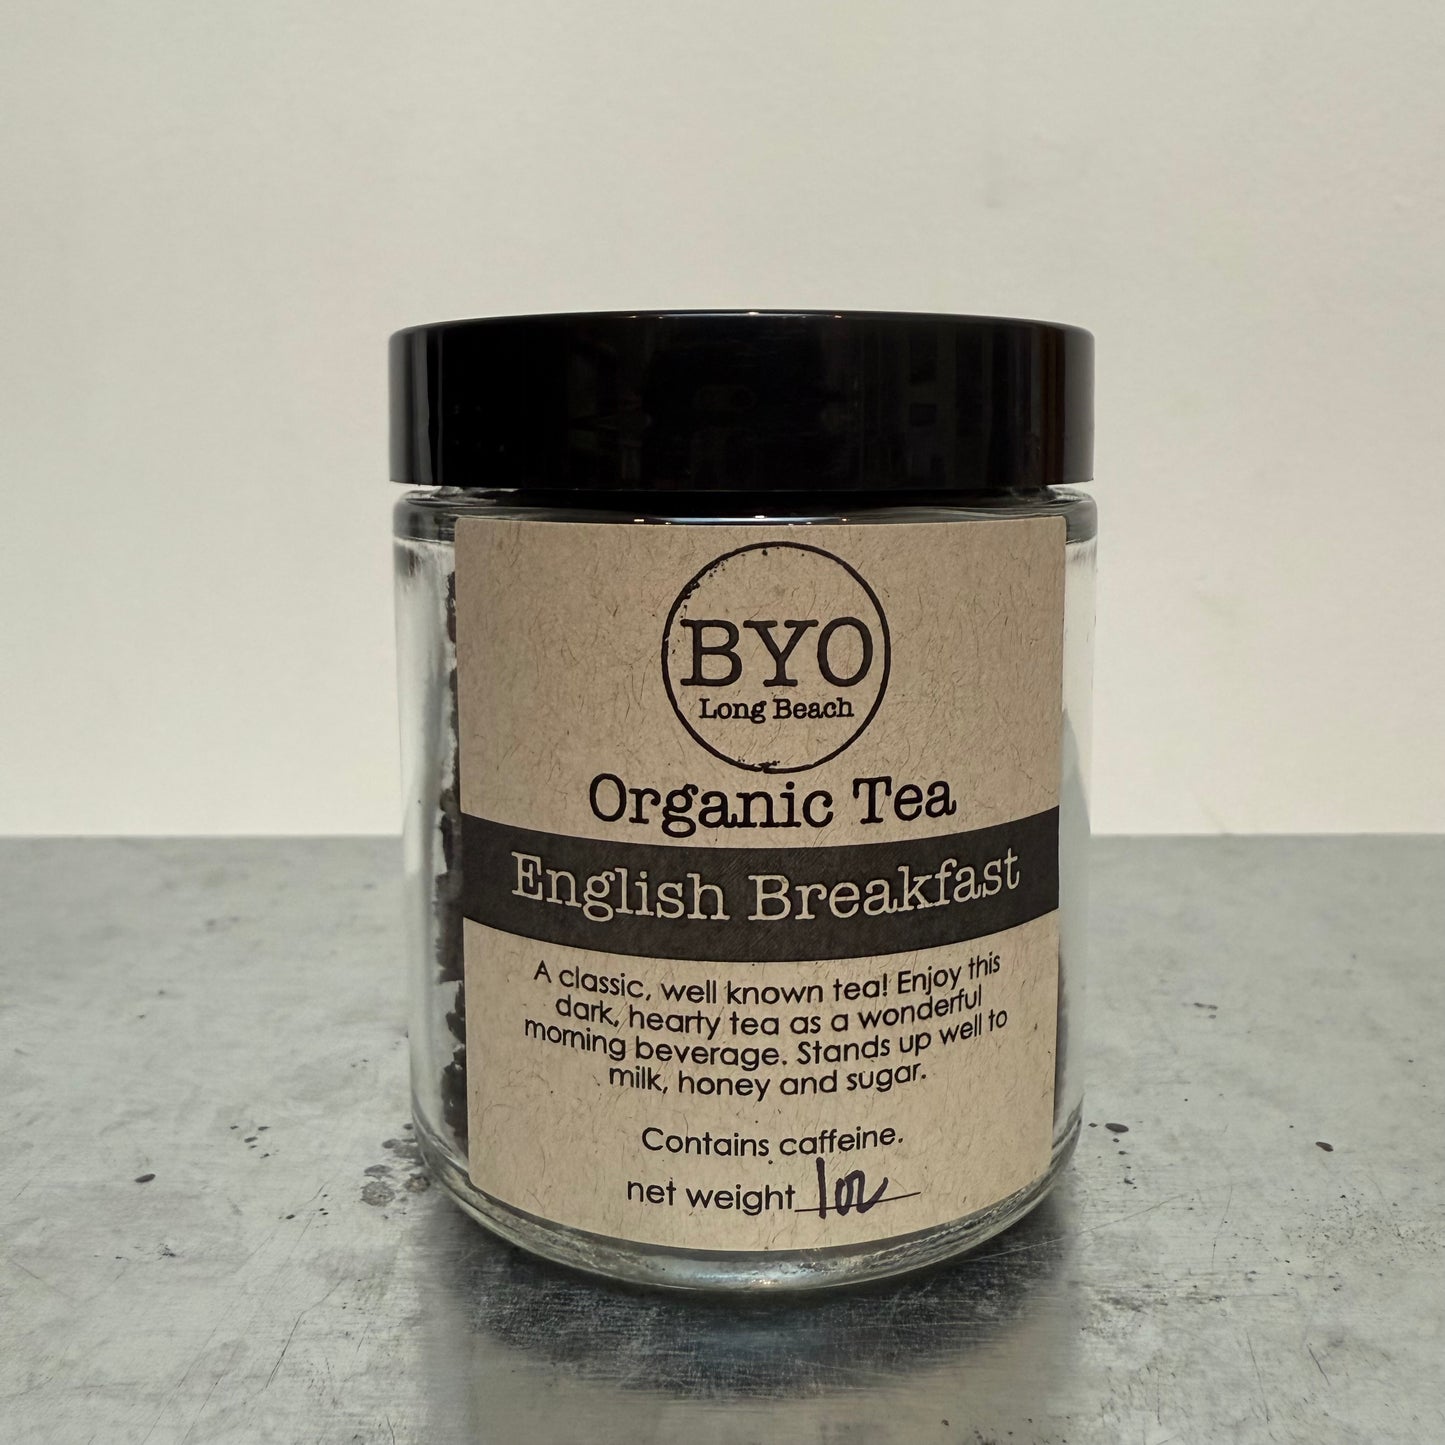 BYO
Long Beach
Organic Tea
English Breakfast
A classic, well known tea! Enjoy this
dark, hearty tea as a wonderful
morning beverage. Stands up well to
milk, honey and sugar.
Contains caffeine.
net weight 1oz